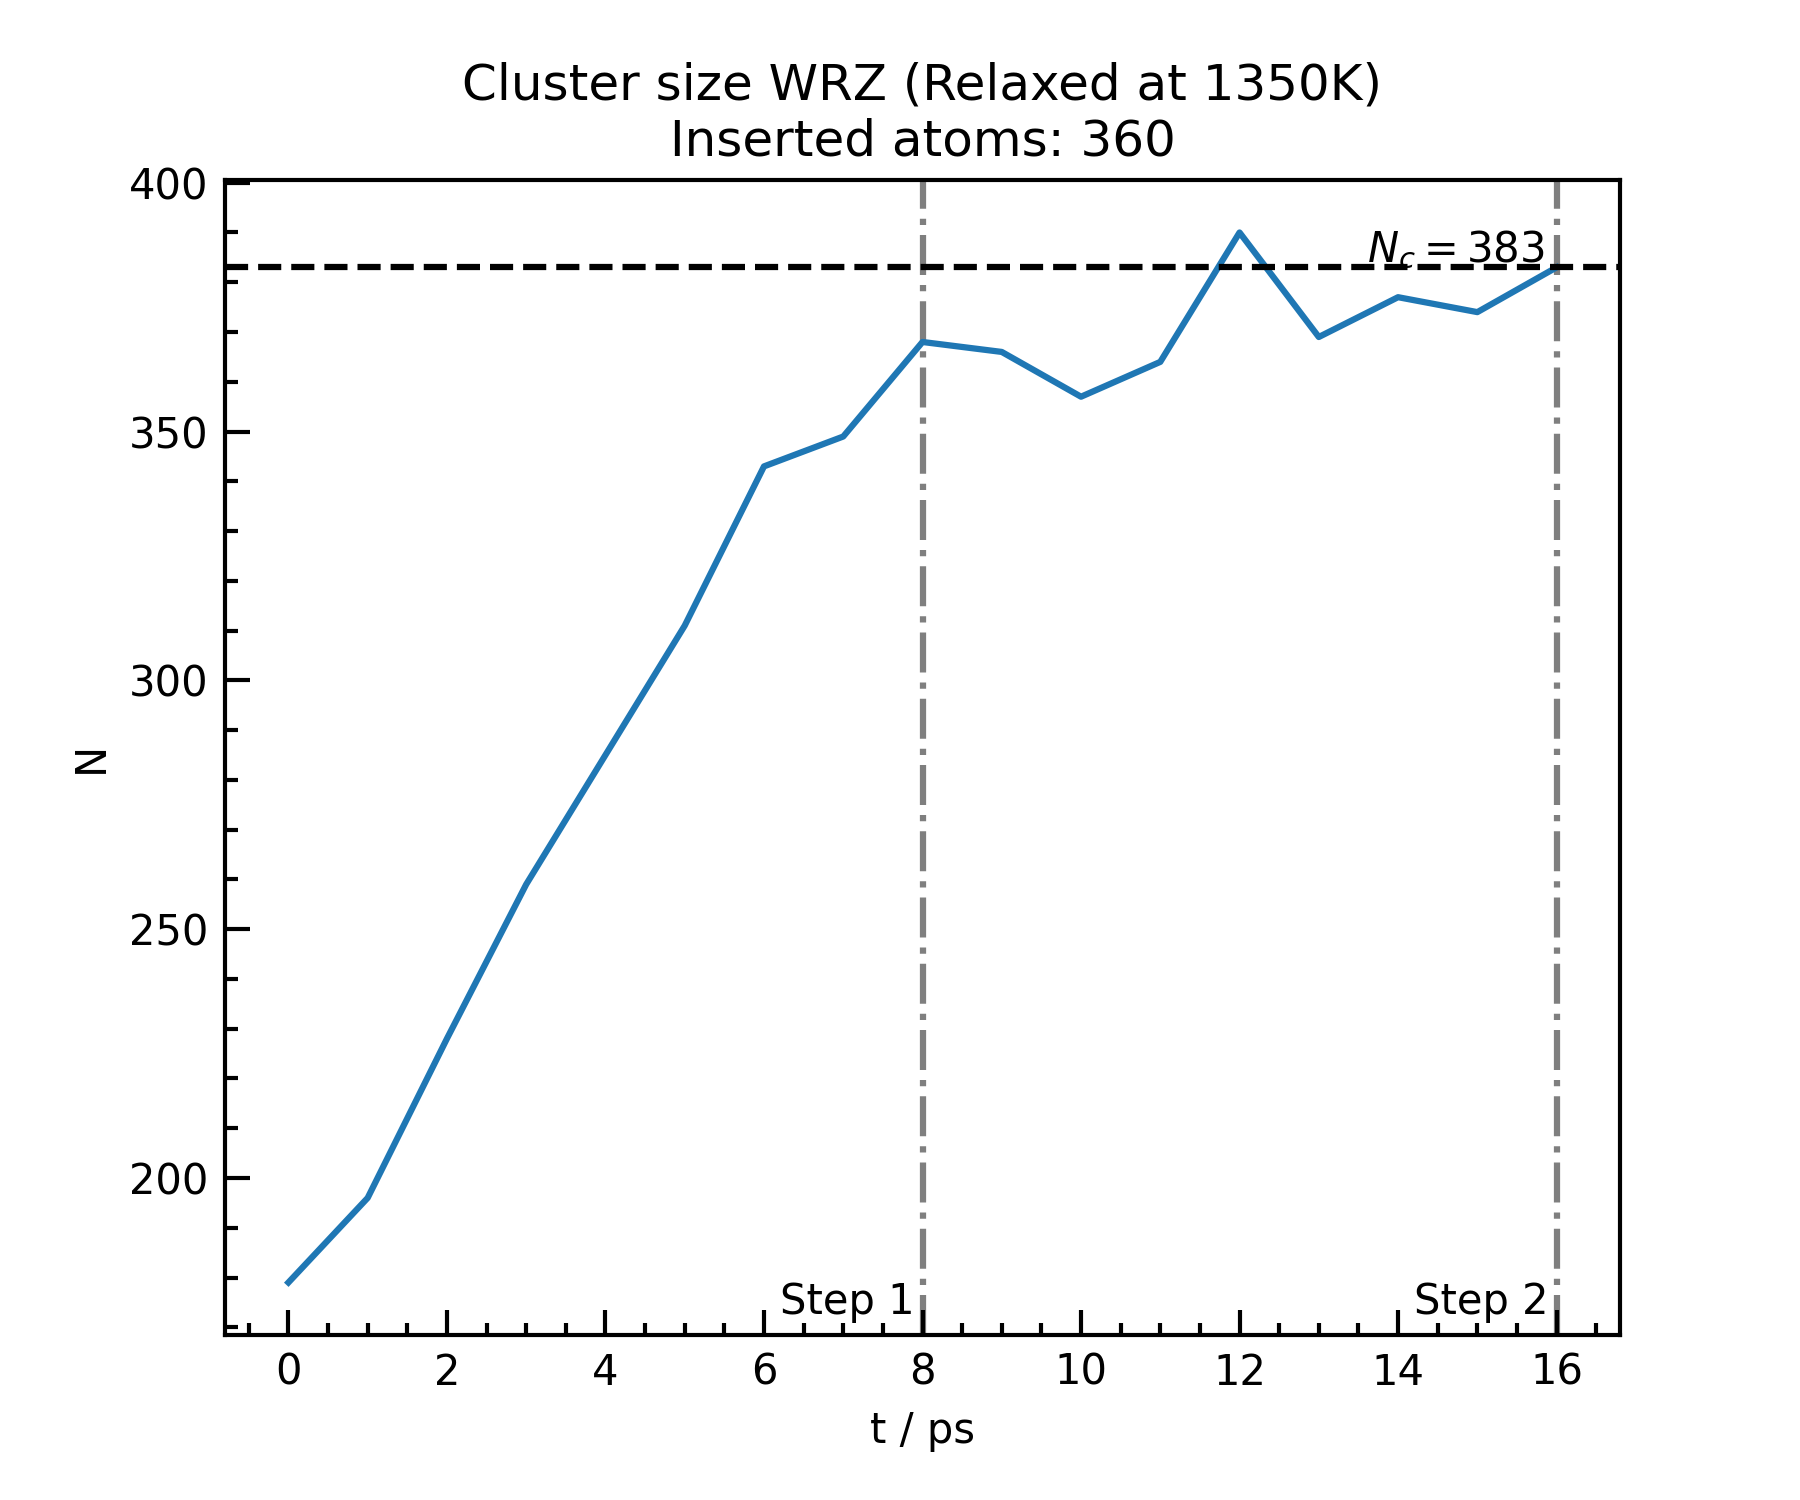 Cluster size WRZ (Relaxed at 1350K)
Inserted atoms: 360
400
350
300
250
200
N
N_c = 383
Step 1
Step 2
0 2 4 6 8 10 12 14 16
t / ps